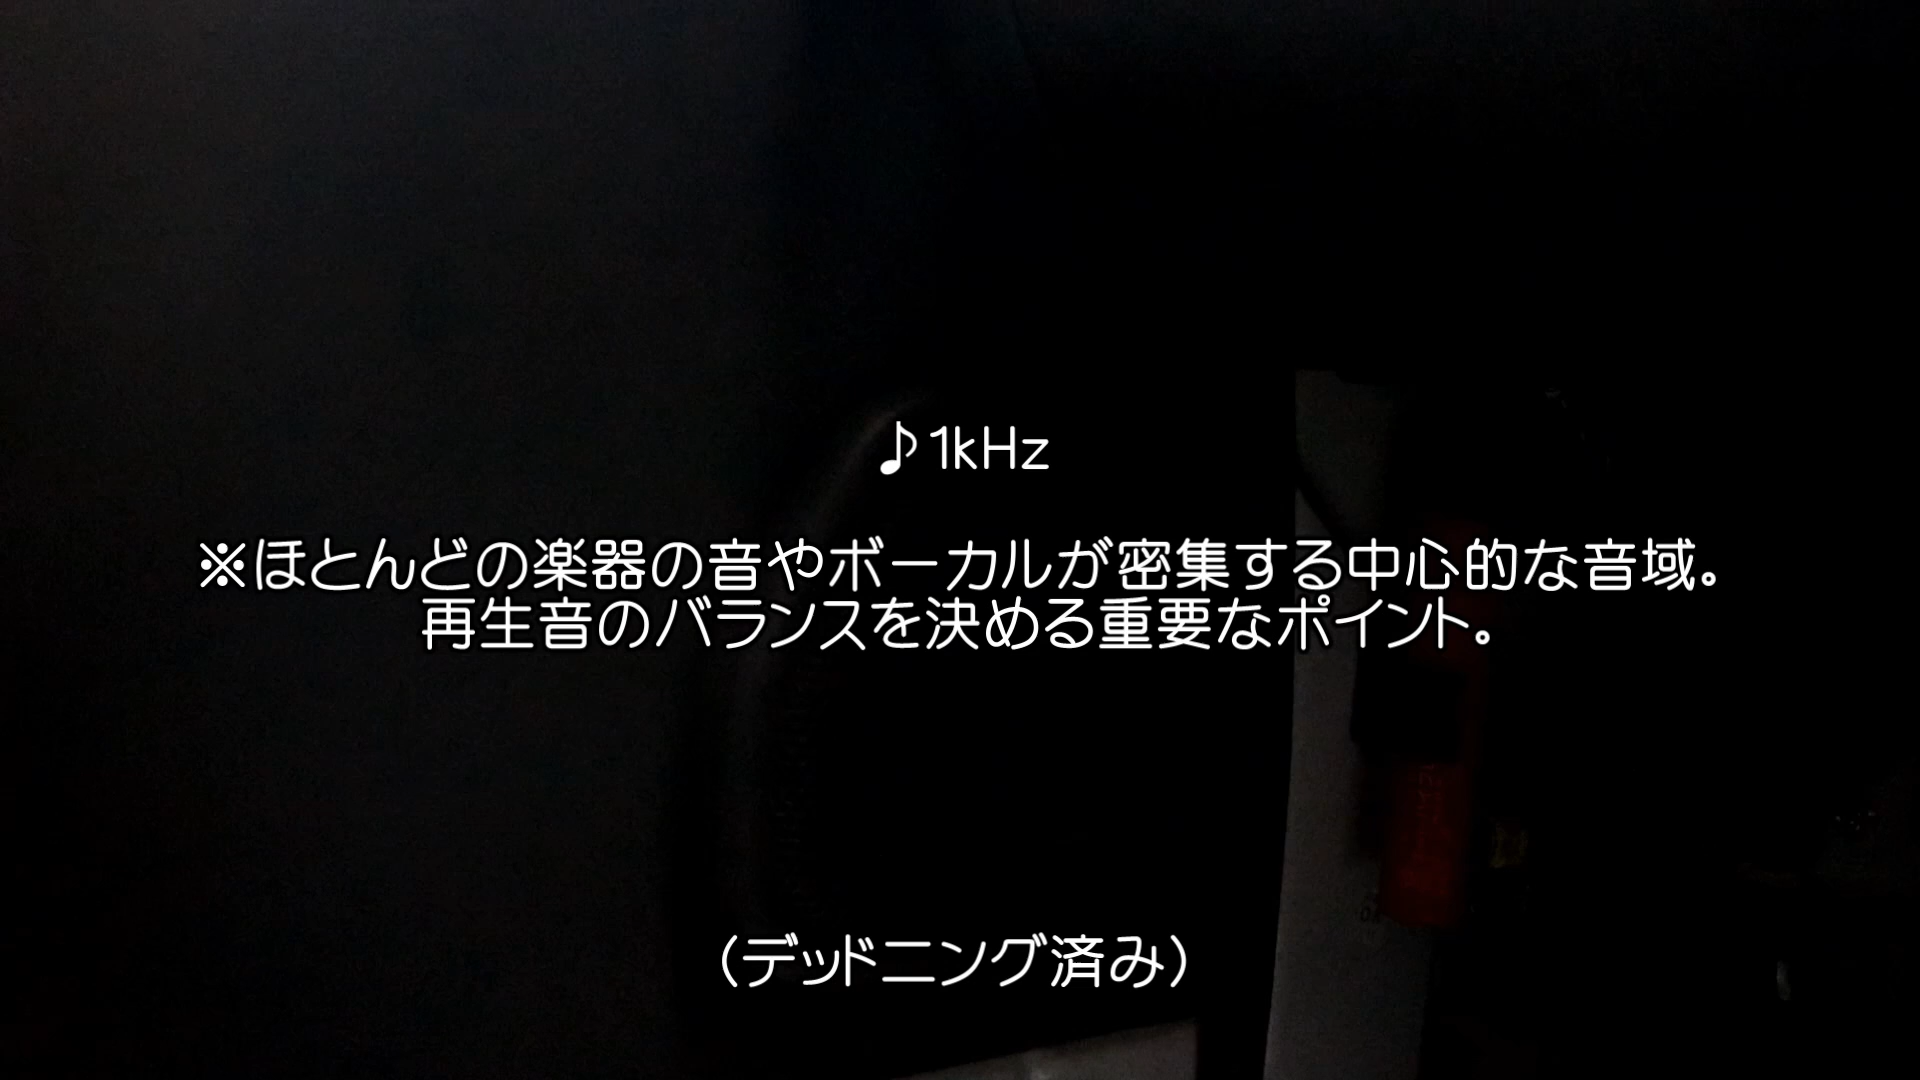 ♪1kHz
※ほとんどの楽器の音やボーカルが密集する中心的な音域。
再生音のバランスを決める重要なポイント。
（デッドニング済み）